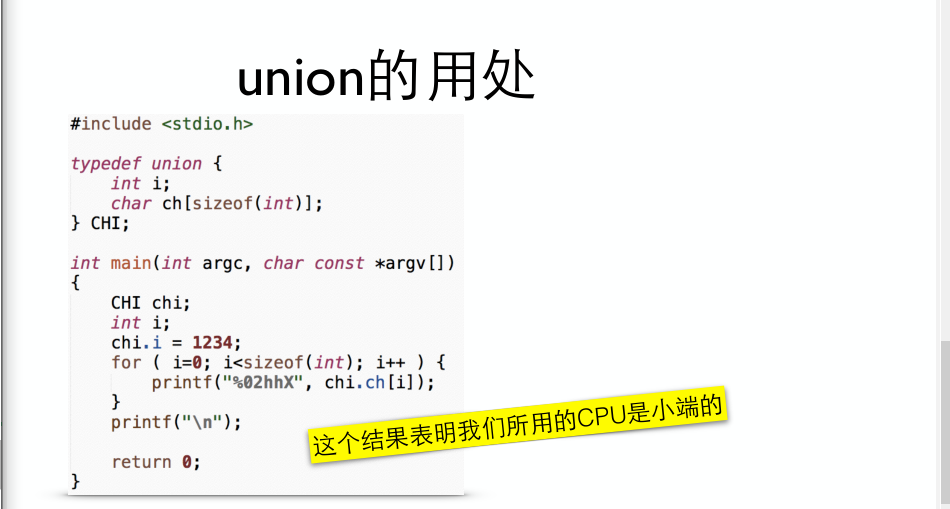 union的用处
#include <stdio.h>
typedef union {
int i;
char ch[sizeof(int)];
} CHI;
int main(int argc, char const *argv[])
{
CHI chi;
int i;
chi.i = 1234;
for ( i=0; i<sizeof(int); i++ ) {
printf("%02hhX", chi.ch[i]);
}
printf("\n");
return 0;
}
这个结果表明我们所用的CPU是小端的